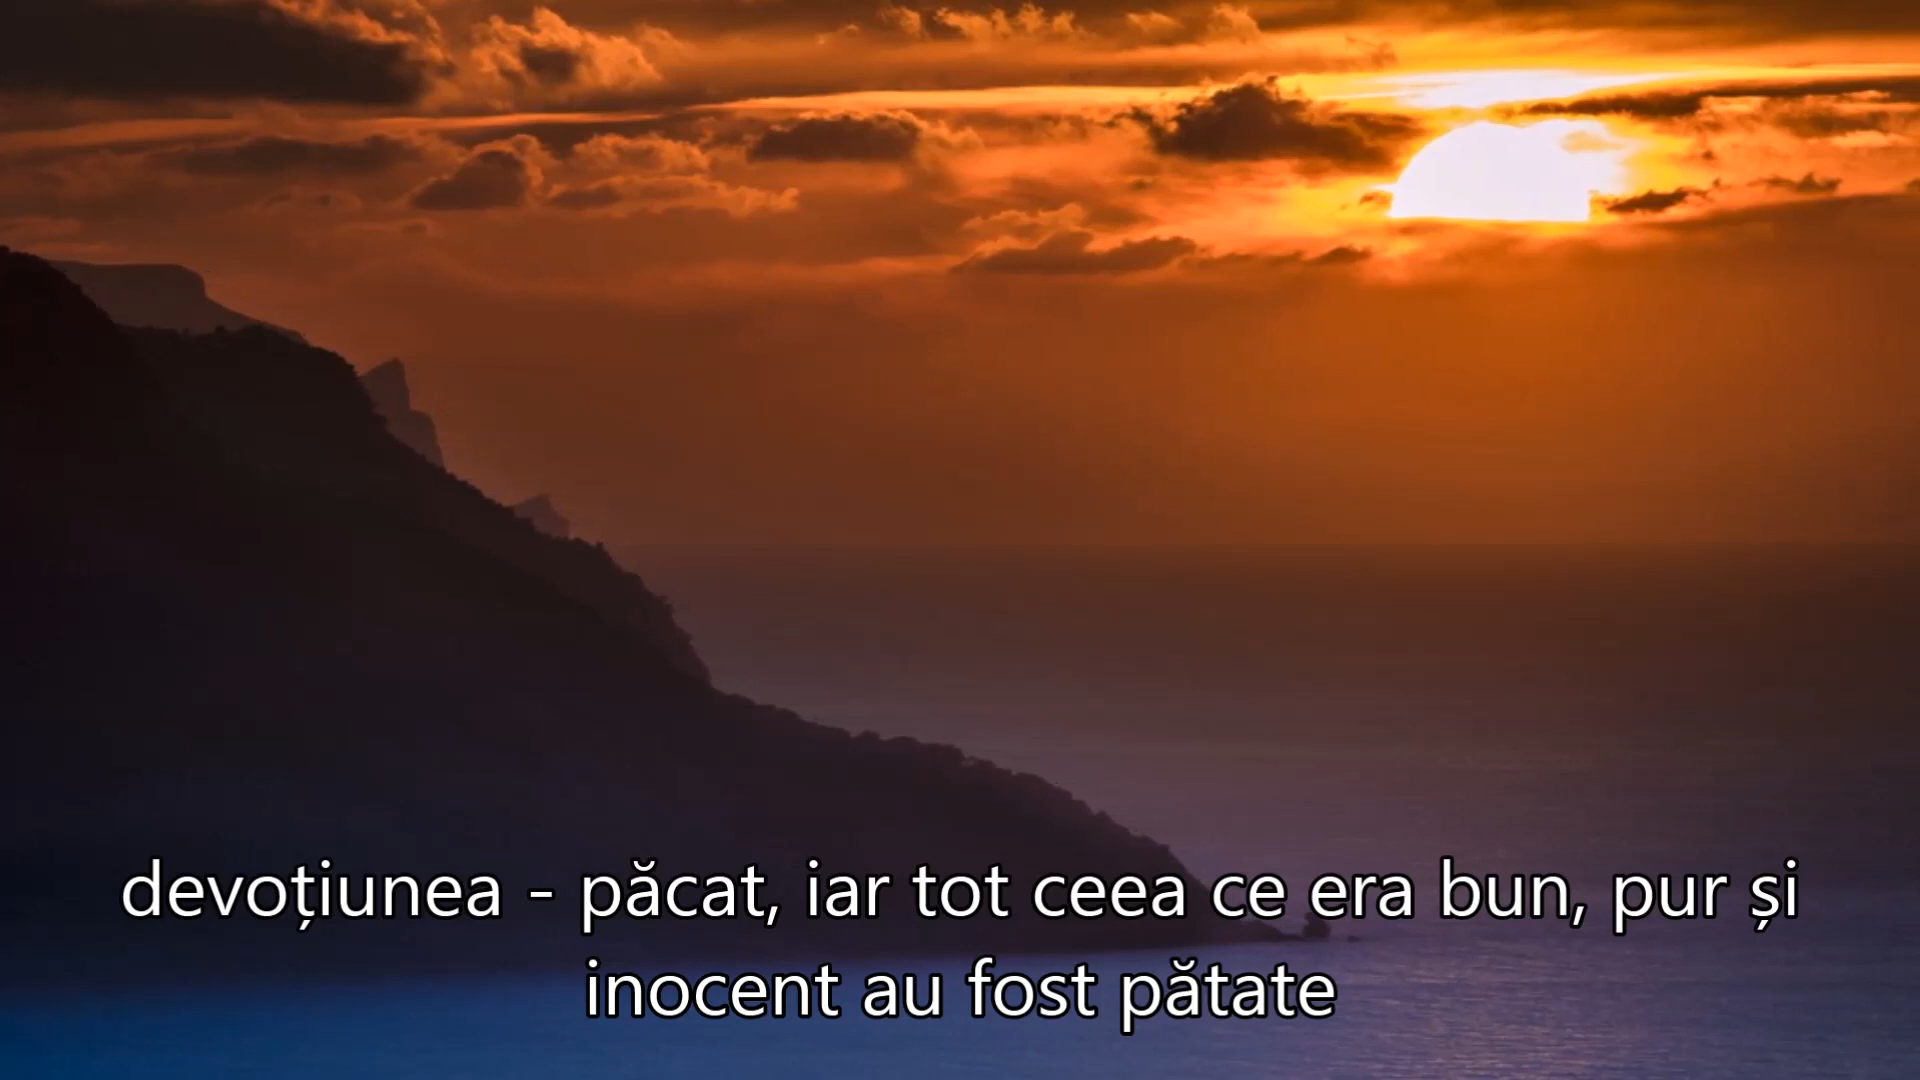 devoțiunea - păcat, iar tot ceea ce era bun, pur și
inocent au fost pătate